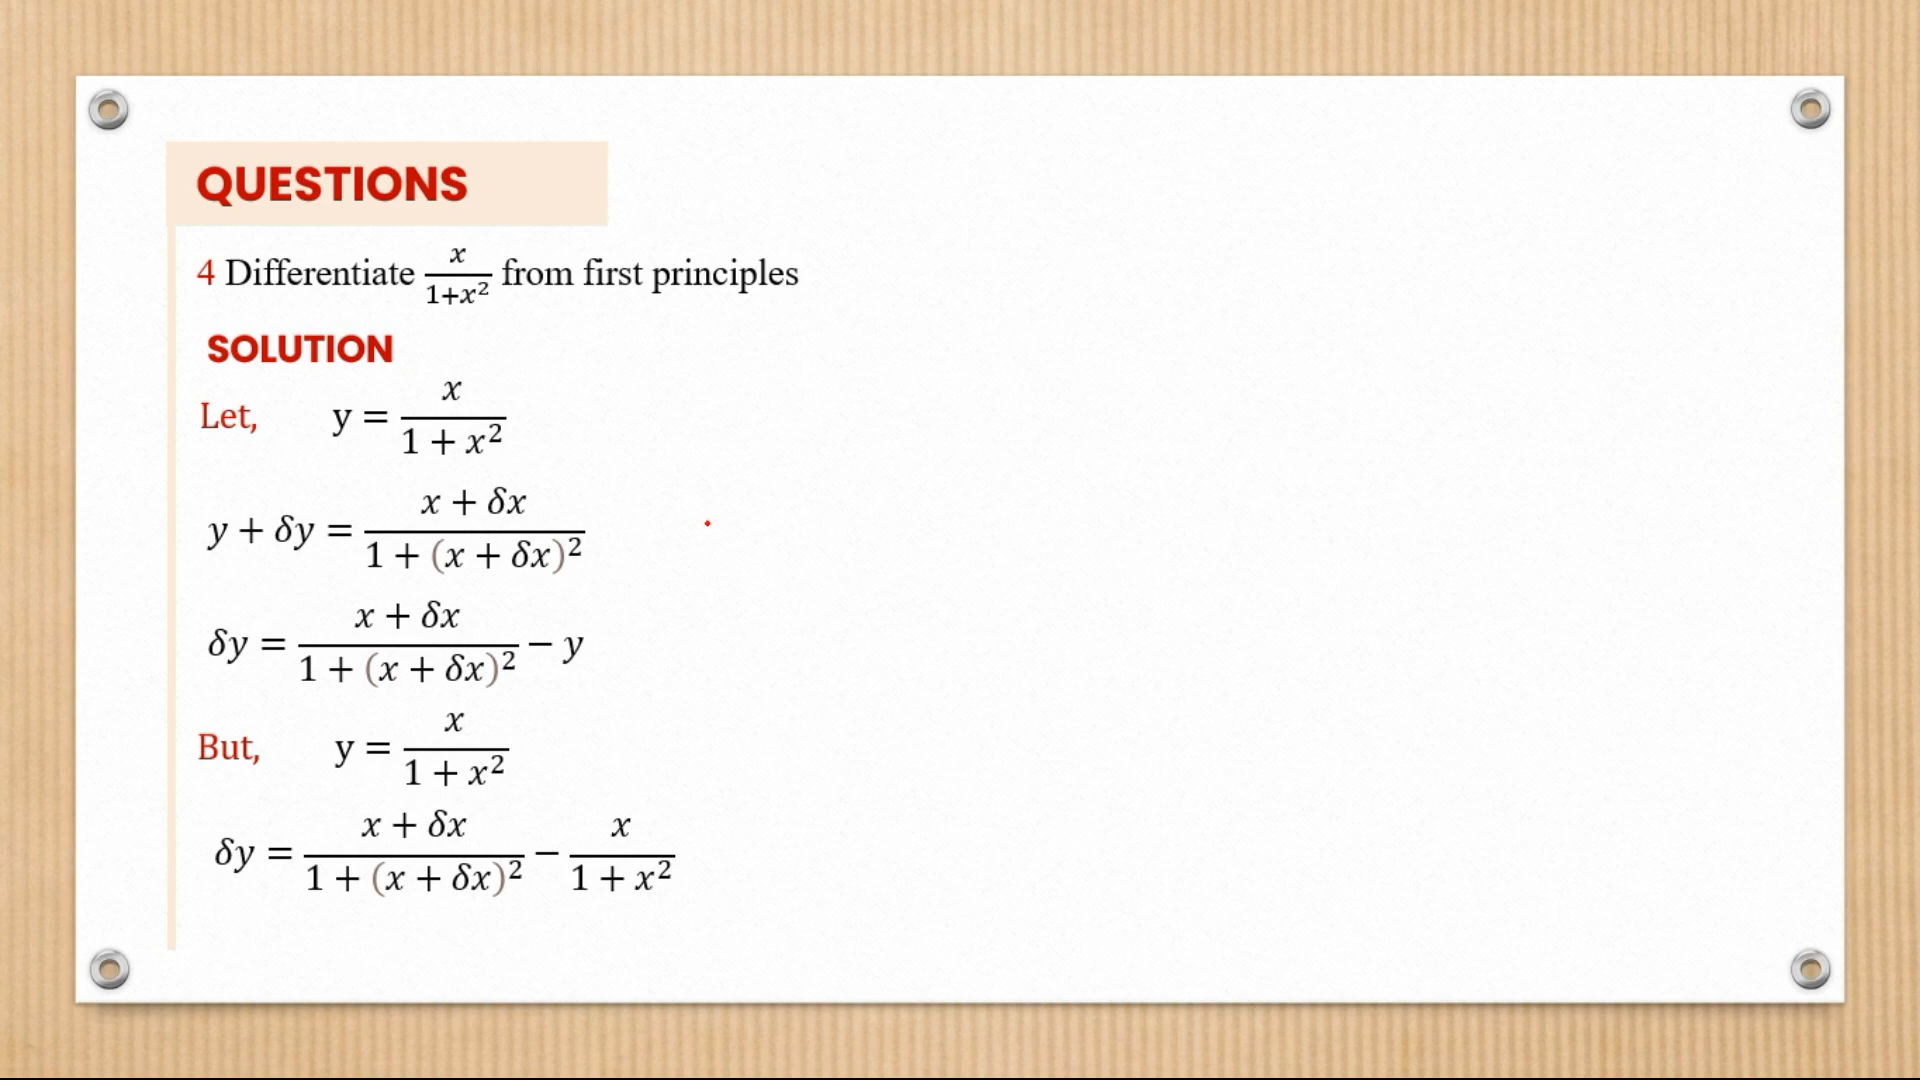 QUESTIONS
4 Differentiate x/(1+x²) from first principles
SOLUTION
Let, y = x/(1 + x²)
y + δy = (x + δx)/(1 + (x + δx)²)
δy = (x + δx)/(1 + (x + δx)²) − y
But, y = x/(1 + x²)
δy = (x + δx)/(1 + (x + δx)²) − x/(1 + x²)